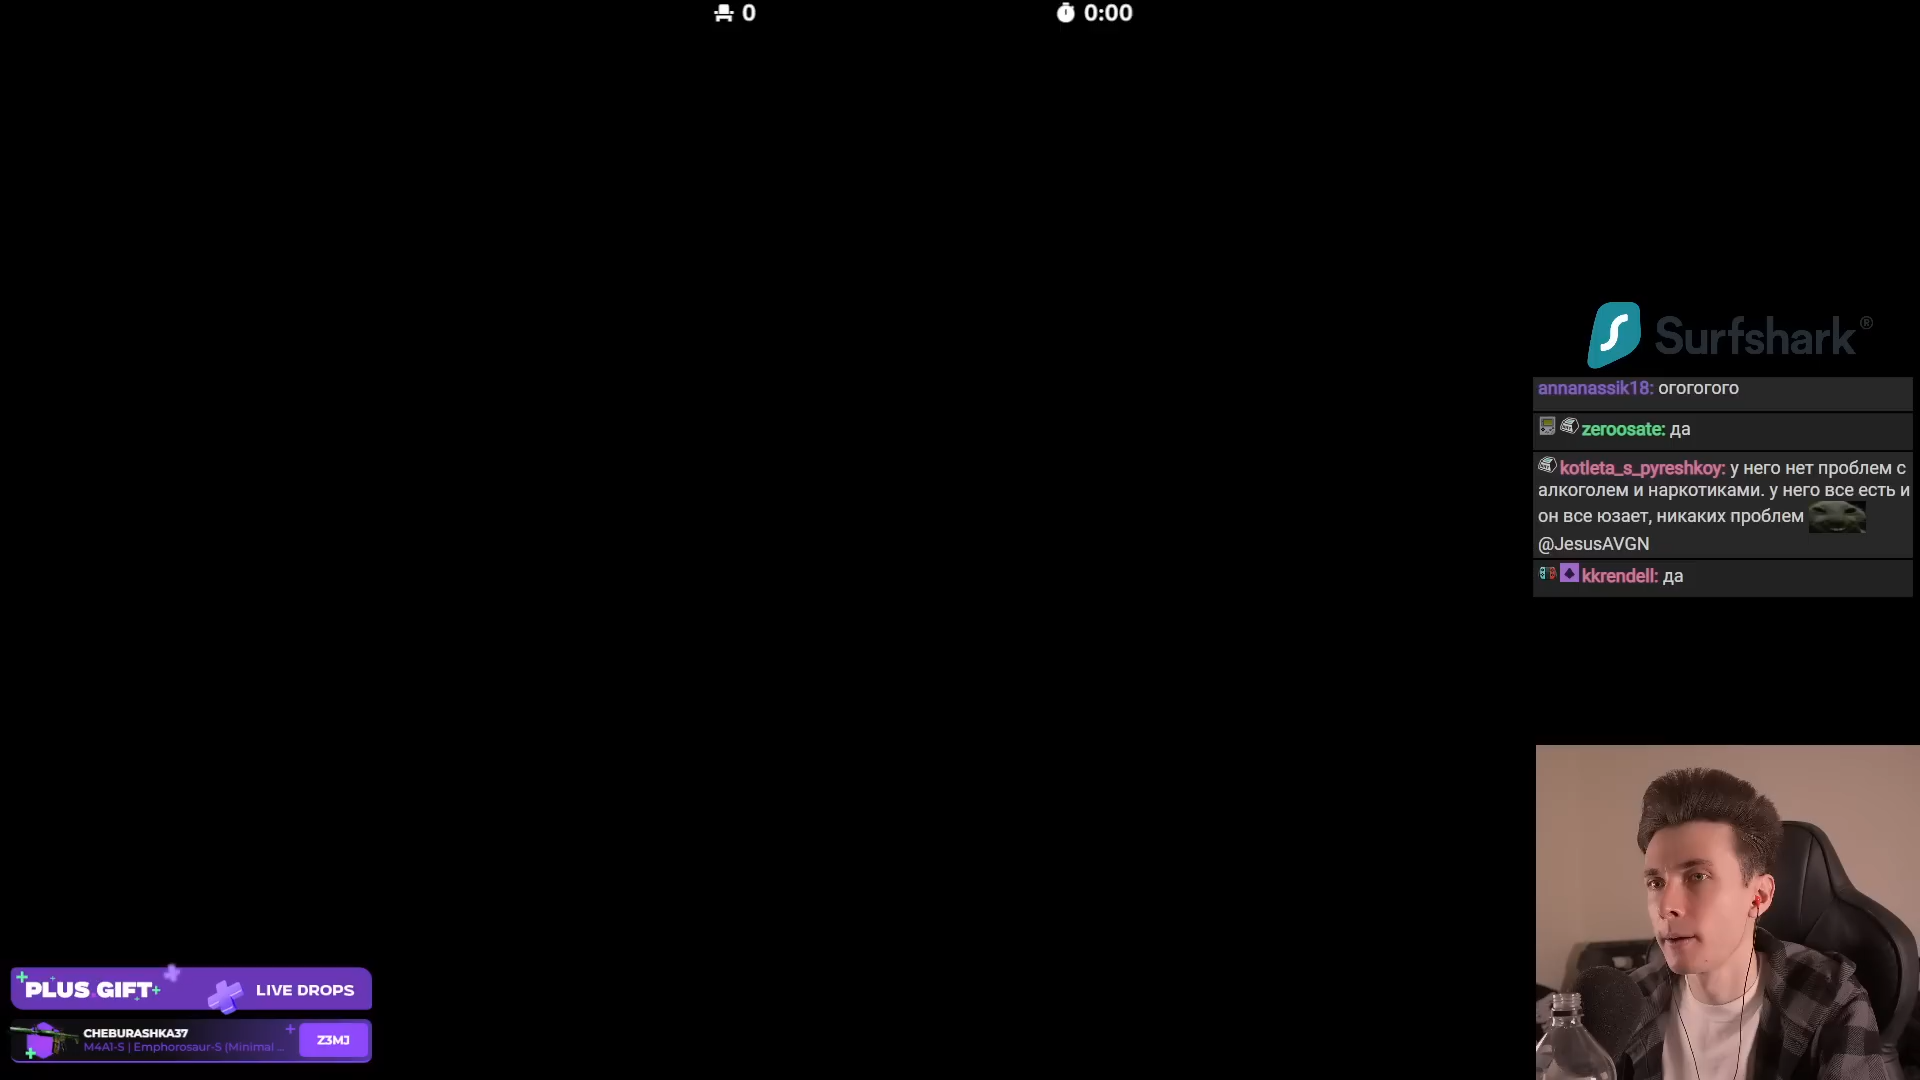 0
0:00
Surfshark®
annanassik18: огогогого
zeroosate: да
kotleta_s_pyreshkoy: у него нет проблем с
алкоголем и наркотиками. у него все есть и
он все юзает, никаких проблем
@JesusAVGN
kkrendell: да
PLUS.GIFT
LIVE DROPS
CHEBURASHKA37
M4A1-S | Emphorosaur-S (Minimal ...
Z3MJ